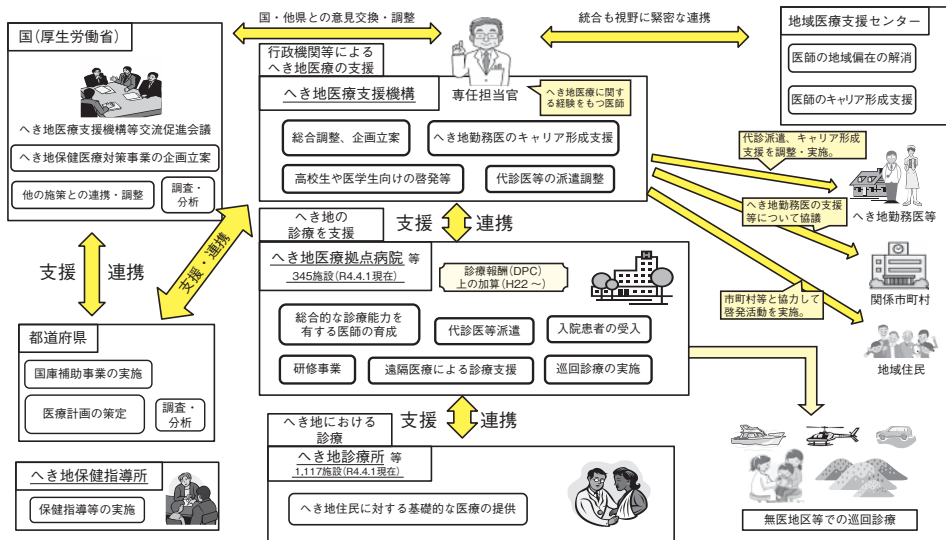 国・他県との意見交換・調整
統合も視野に緊密な連携
国(厚生労働省)
へき地医療支援機構等交流促進会議
へき地保健医療対策事業の企画立案
他の施策との連携・調整
調査・
分析
行政機関等による
へき地医療の支援
へき地医療支援機構
専任担当官
へき地医療に関す
る経験をもつ医師
総合調整、企画立案
へき地勤務医のキャリア形成支援
高校生や医学生向けの啓発等
代診医等の派遣調整
地域医療支援センター
医師の地域偏在の解消
医師のキャリア形成支援
代診派遣、キャリア形成
支援を調整・実施。
へき地勤務医等
へき地勤務医の支援
等について協議
関係市町村
市町村等と協力して
啓発活動を実施。
地域住民
支援 連携
支援・連携
支援 連携
へき地の
診療を支援
へき地医療拠点病院 等
345施設(R4.4.1現在)
診療報酬(DPC)
上の加算(H22～)
総合的な診療能力を
有する医師の育成
代診医等派遣
入院患者の受入
研修事業
遠隔医療による診療支援
巡回診療の実施
都道府県
国庫補助事業の実施
医療計画の策定
調査・
分析
支援 連携
へき地における
診療
へき地診療所 等
1,117施設(R4.4.1現在)
へき地住民に対する基礎的な医療の提供
へき地保健指導所
保健指導等の実施
無医地区等での巡回診療